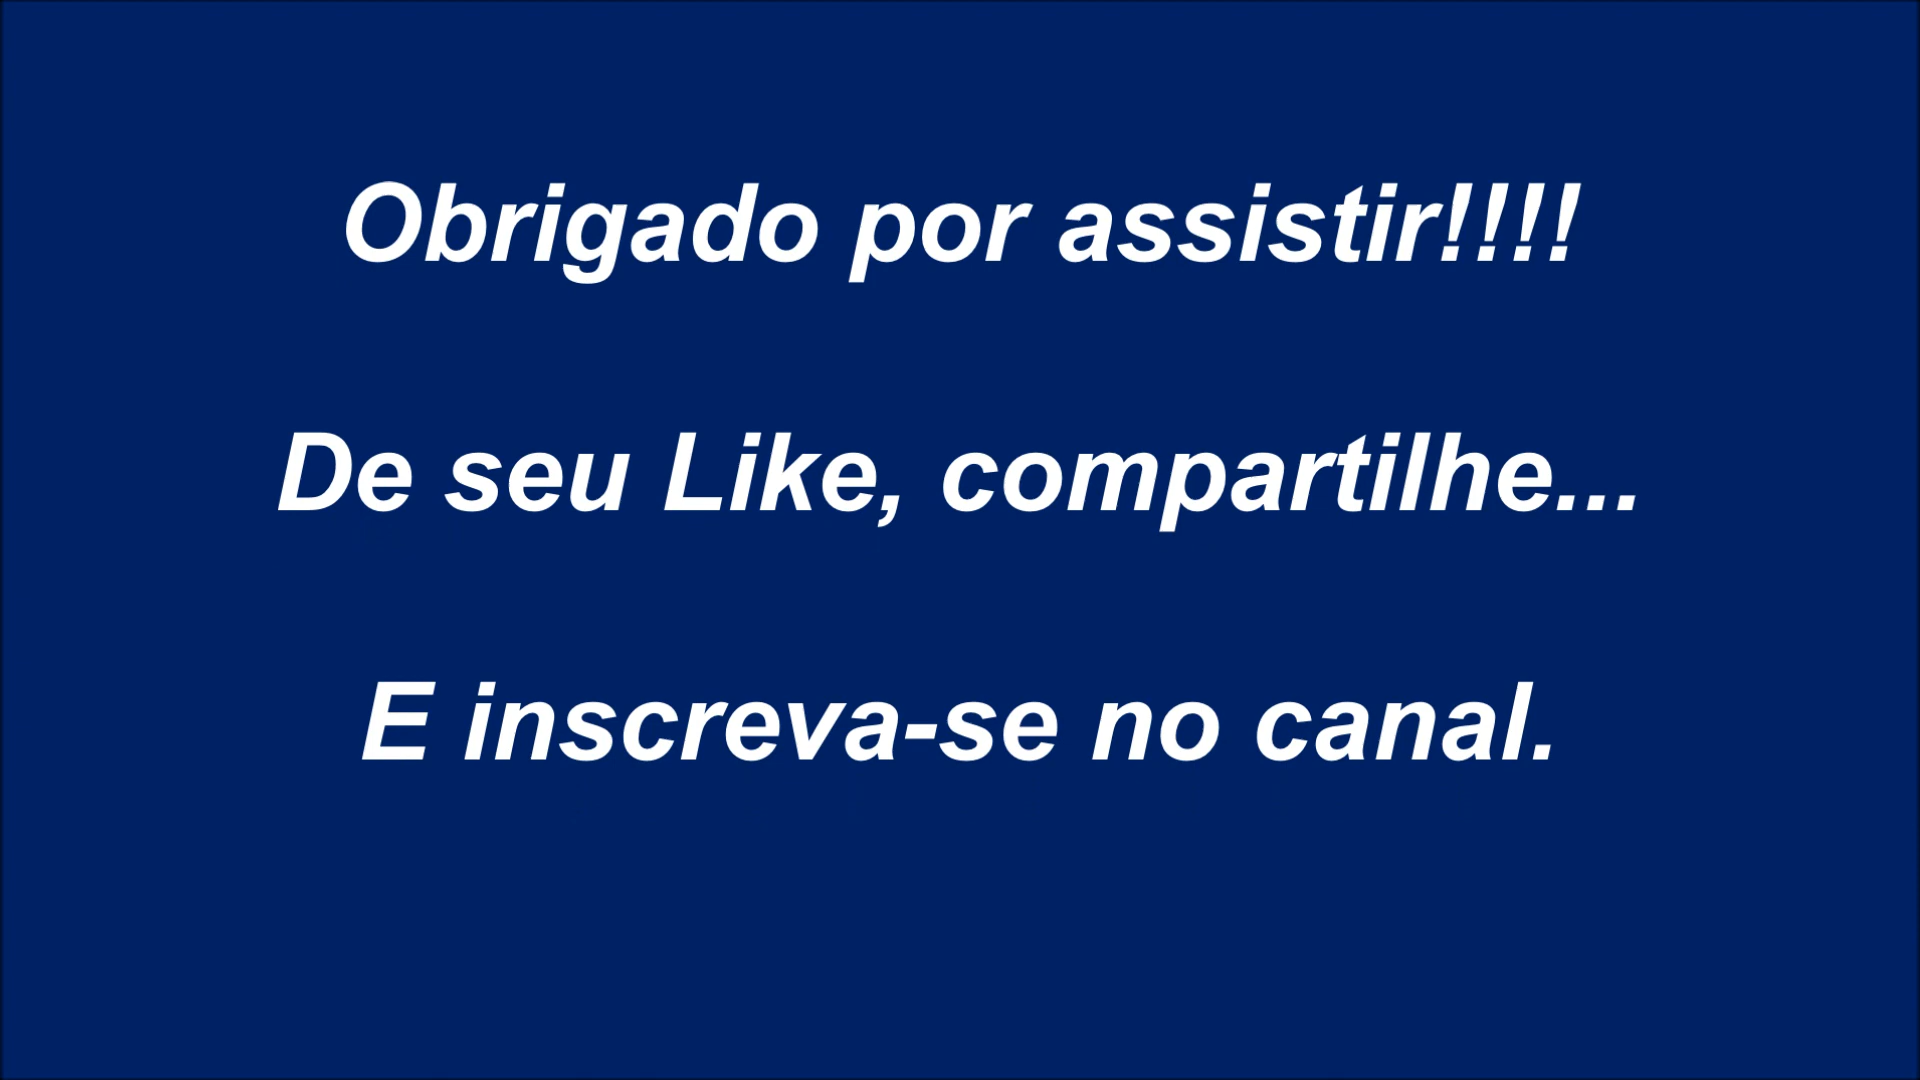 Obrigado por assistir!!!!
De seu Like, compartilhe...
E inscreva-se no canal.